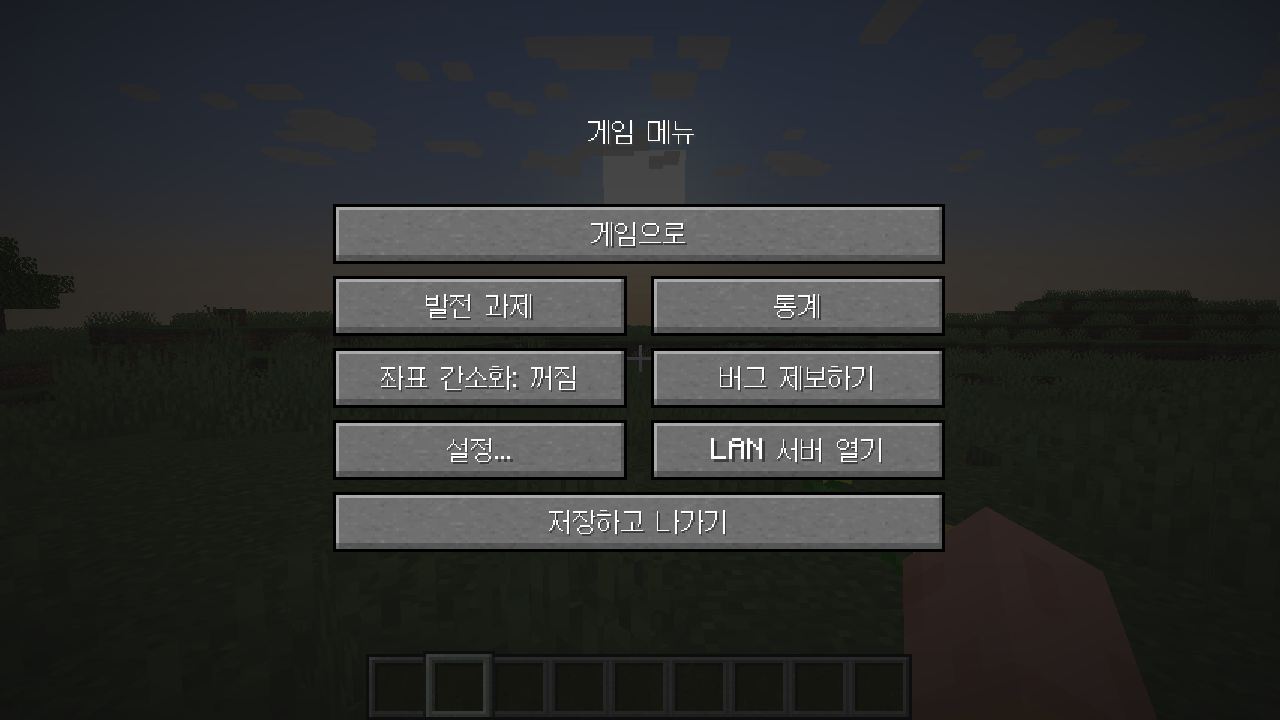 게임 메뉴
게임으로
발전 과제
통계
좌표 간소화: 꺼짐
버그 제보하기
설정...
LAN 서버 열기
저장하고 나가기